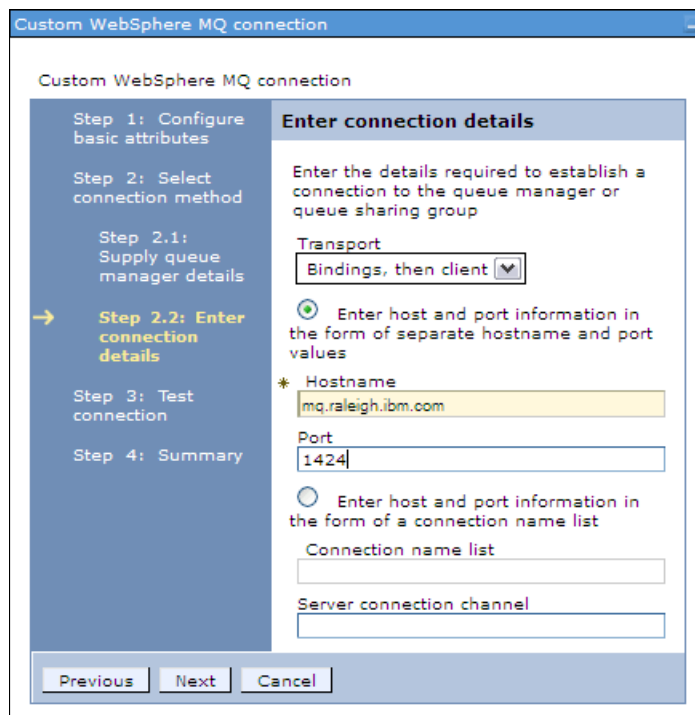 Custom WebSphere MQ connection
Custom WebSphere MQ connection
Step 1: Configure
basic attributes
Step 2: Select
connection method
Step 2.1:
Supply queue
manager details
Step 2.2: Enter
connection
details
Step 3: Test
connection
Step 4: Summary
Enter connection details
Enter the details required to establish a
connection to the queue manager or
queue sharing group
Transport
Bindings, then client
Enter host and port information in
the form of separate hostname and port
values
* Hostname
mq.raleigh.ibm.com
Port
1424
Enter host and port information in
the form of a connection name list
Connection name list
Server connection channel
Previous Next Cancel